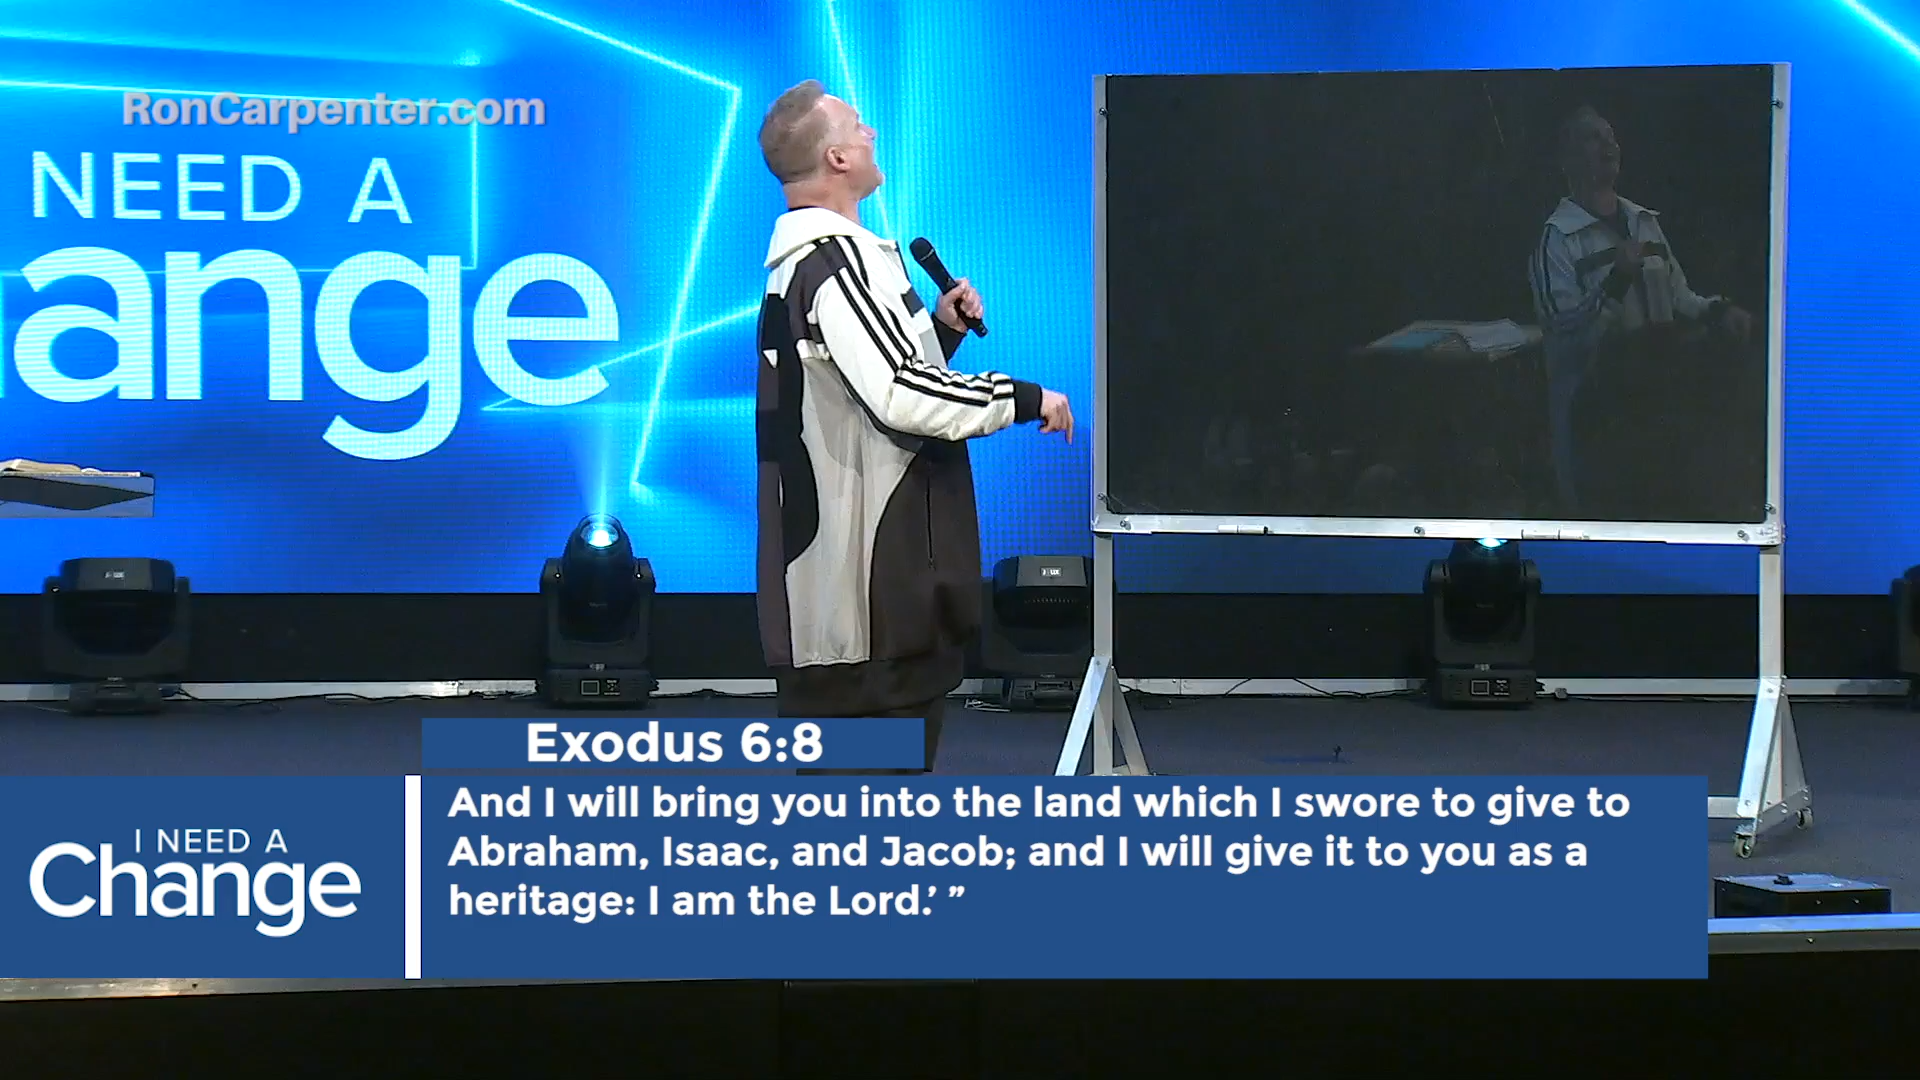 RonCarpenter.com
NEED A
ange
Exodus 6:8
And I will bring you into the land which I swore to give to
Abraham, Isaac, and Jacob; and I will give it to you as a
heritage: I am the Lord.’ ”
I NEED A
Change